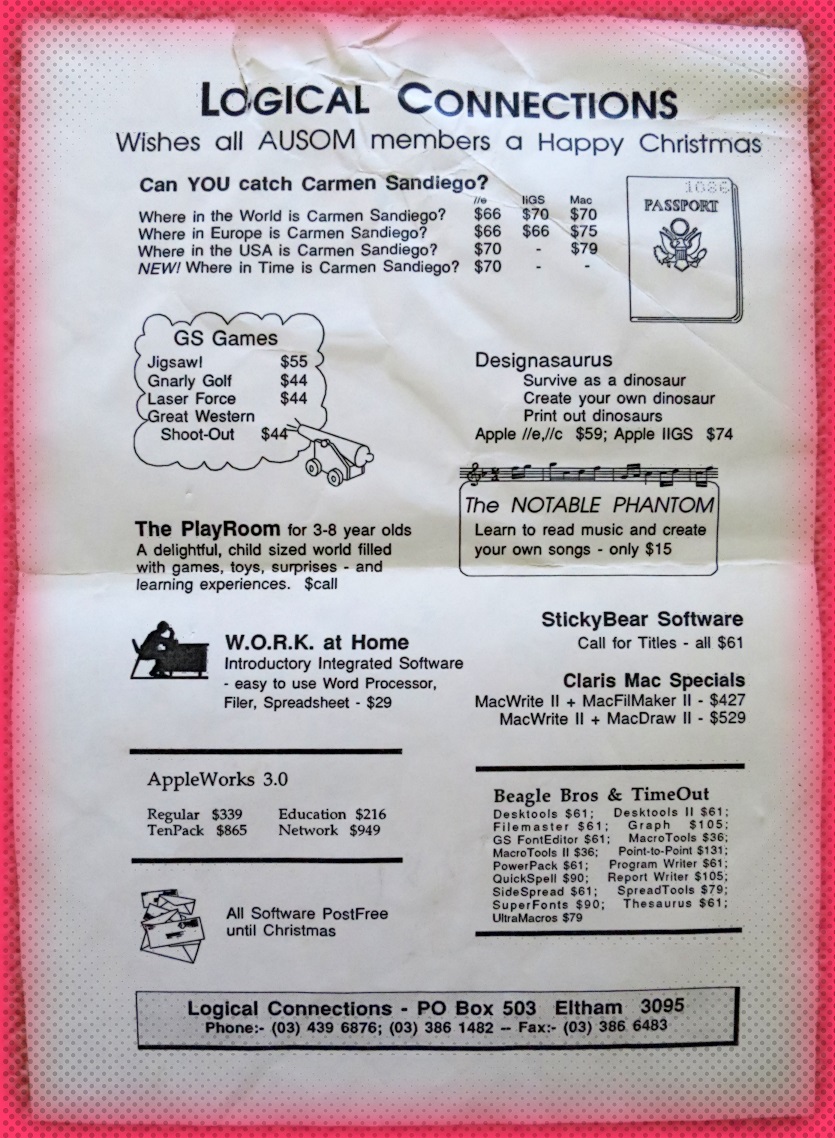 LOGICAL CONNECTIONS
Wishes all AUSOM members a Happy Christmas
Can YOU catch Carmen Sandiego?
//e IIGS Mac
Where in the World is Carmen Sandiego? $66 $70 $70
Where in Europe is Carmen Sandiego? $66 $66 $75
Where in the USA is Carmen Sandiego? $70 - $79
NEW! Where in Time is Carmen Sandiego? $70 - -
1086
PASSPORT
GS Games
Jigsaw! $55
Gnarly Golf $44
Laser Force $44
Great Western
Shoot-Out $44
Designasaurus
Survive as a dinosaur
Create your own dinosaur
Print out dinosaurs
Apple //e,//c $59; Apple IIGS $74
The NOTABLE PHANTOM
Learn to read music and create
your own songs - only $15
The PlayRoom for 3-8 year olds
A delightful, child sized world filled
with games, toys, surprises - and
learning experiences. $call
W.O.R.K. at Home
Introductory Integrated Software
- easy to use Word Processor,
Filer, Spreadsheet - $29
StickyBear Software
Call for Titles - all $61
Claris Mac Specials
MacWrite II + MacFilMaker II - $427
MacWrite II + MacDraw II - $529
AppleWorks 3.0
Regular $339 Education $216
TenPack $865 Network $949
Beagle Bros & TimeOut
Desktools $61; Desktools II $61;
Filemaster $61; Graph $105;
GS FontEditor $61; MacroTools $36;
MacroTools II $36; Point-to-Point $131;
PowerPack $61; Program Writer $61;
QuickSpell $90; Report Writer $105;
SideSpread $61; SpreadTools $79;
SuperFonts $90; Thesaurus $61;
UltraMacros $79
All Software PostFree
until Christmas
Logical Connections - PO Box 503 Eltham 3095
Phone:- (03) 439 6876; (03) 386 1482 -- Fax:- (03) 386 6483